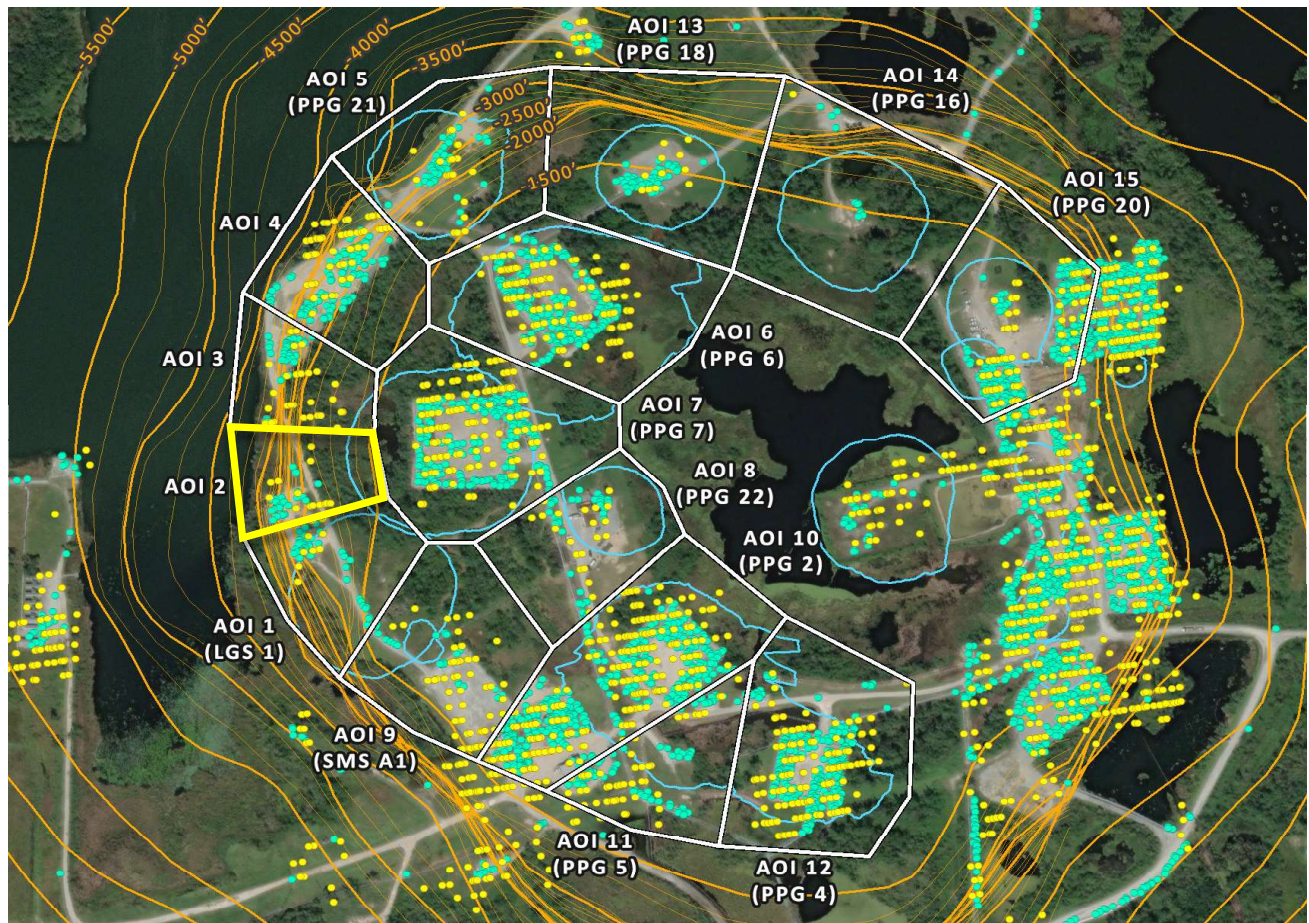 -5500'
-5000'
-4500'
-4000'
-3500'
-3000'
-2500'
-2000'
-1500'
AOI 13
(PPG 18)
AOI 5
(PPG 21)
AOI 14
(PPG 16)
AOI 15
(PPG 20)
AOI 4
AOI 3
AOI 6
(PPG 6)
AOI 7
(PPG 7)
AOI 2
AOI 8
(PPG 22)
AOI 10
(PPG 2)
AOI 1
(LGS 1)
AOI 9
(SMS A1)
AOI 11
(PPG 5)
AOI 12
(PPG 4)